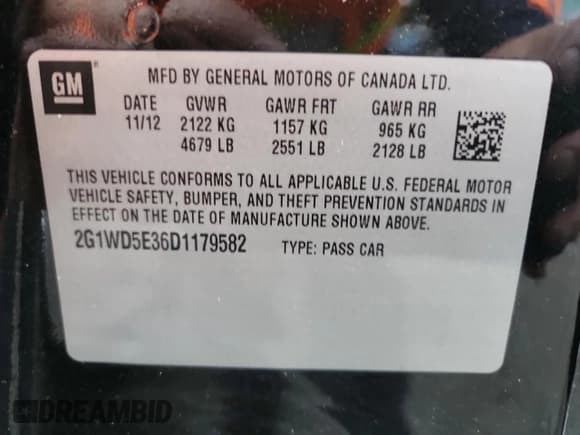 GM ®
MFD BY GENERAL MOTORS OF CANADA LTD.
DATE GVWR GAWR FRT GAWR RR
11/12 2122 KG 1157 KG 965 KG
4679 LB 2551 LB 2128 LB
THIS VEHICLE CONFORMS TO ALL APPLICABLE U.S. FEDERAL MOTOR
VEHICLE SAFETY, BUMPER, AND THEFT PREVENTION STANDARDS IN
EFFECT ON THE DATE OF MANUFACTURE SHOWN ABOVE.
2G1WD5E36D1179582 TYPE: PASS CAR
DREAMBID